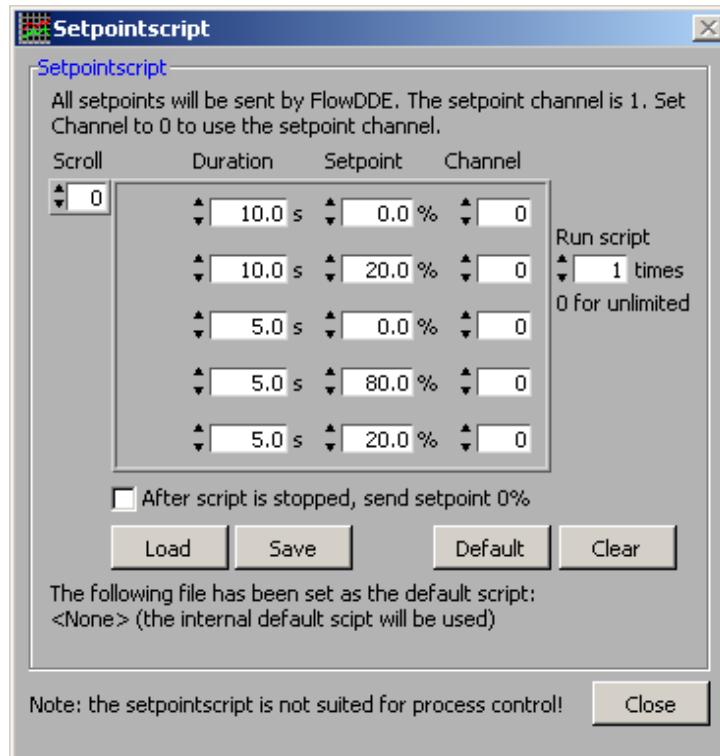 Setpointscript
Setpointscript
All setpoints will be sent by FlowDDE. The setpoint channel is 1. Set
Channel to 0 to use the setpoint channel.
Scroll Duration Setpoint Channel
0
10.0 s 0.0 % 0
Run script
1 times
0 for unlimited
10.0 s 20.0 % 0
5.0 s 0.0 % 0
5.0 s 80.0 % 0
5.0 s 20.0 % 0
After script is stopped, send setpoint 0%
Load Save Default Clear
The following file has been set as the default script:
<None> (the internal default scipt will be used)
Note: the setpointscript is not suited for process control! Close